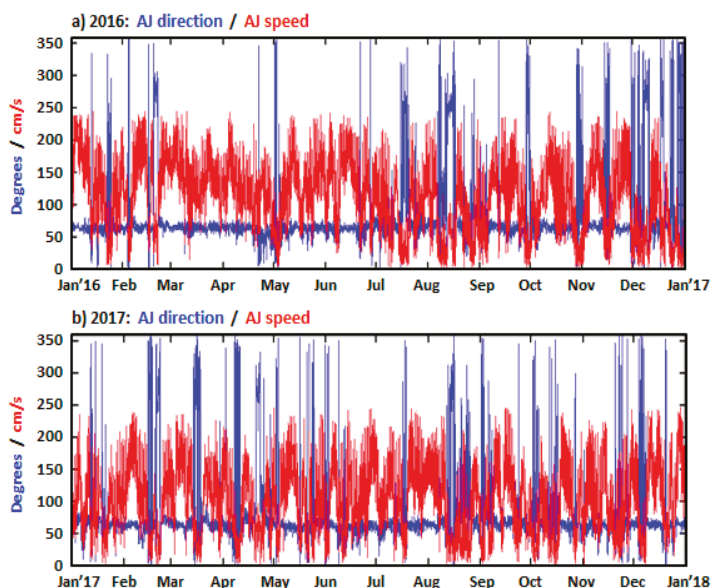 a) 2016: AJ direction / AJ speed
350
300
250
200
150
100
50
0
Degrees / cm/s
Jan'16 Feb Mar Apr May Jun Jul Aug Sep Oct Nov Dec Jan'17
b) 2017: AJ direction / AJ speed
350
300
250
200
150
100
50
0
Degrees / cm/s
Jan'17 Feb Mar Apr May Jun Jul Aug Sep Oct Nov Dec Jan'18